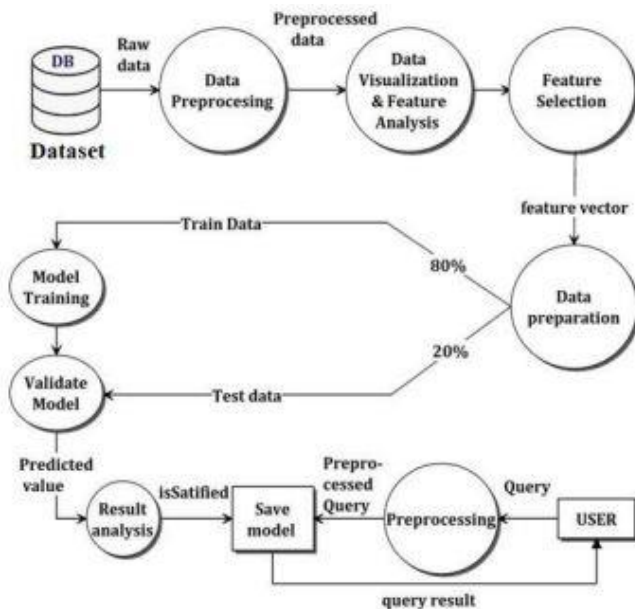 DB
Dataset
Raw
data
Data
Preprocesing
Preprocessed
data
Data
Visualization
& Feature
Analysis
Feature
Selection
feature vector
Data
preparation
80%
Train Data
20%
Test data
Model
Training
Validate
Model
Predicted
value
Result
analysis
isSatified
Save
model
Prepro-
cessed
Query
Preprocessing
Query
USER
query result